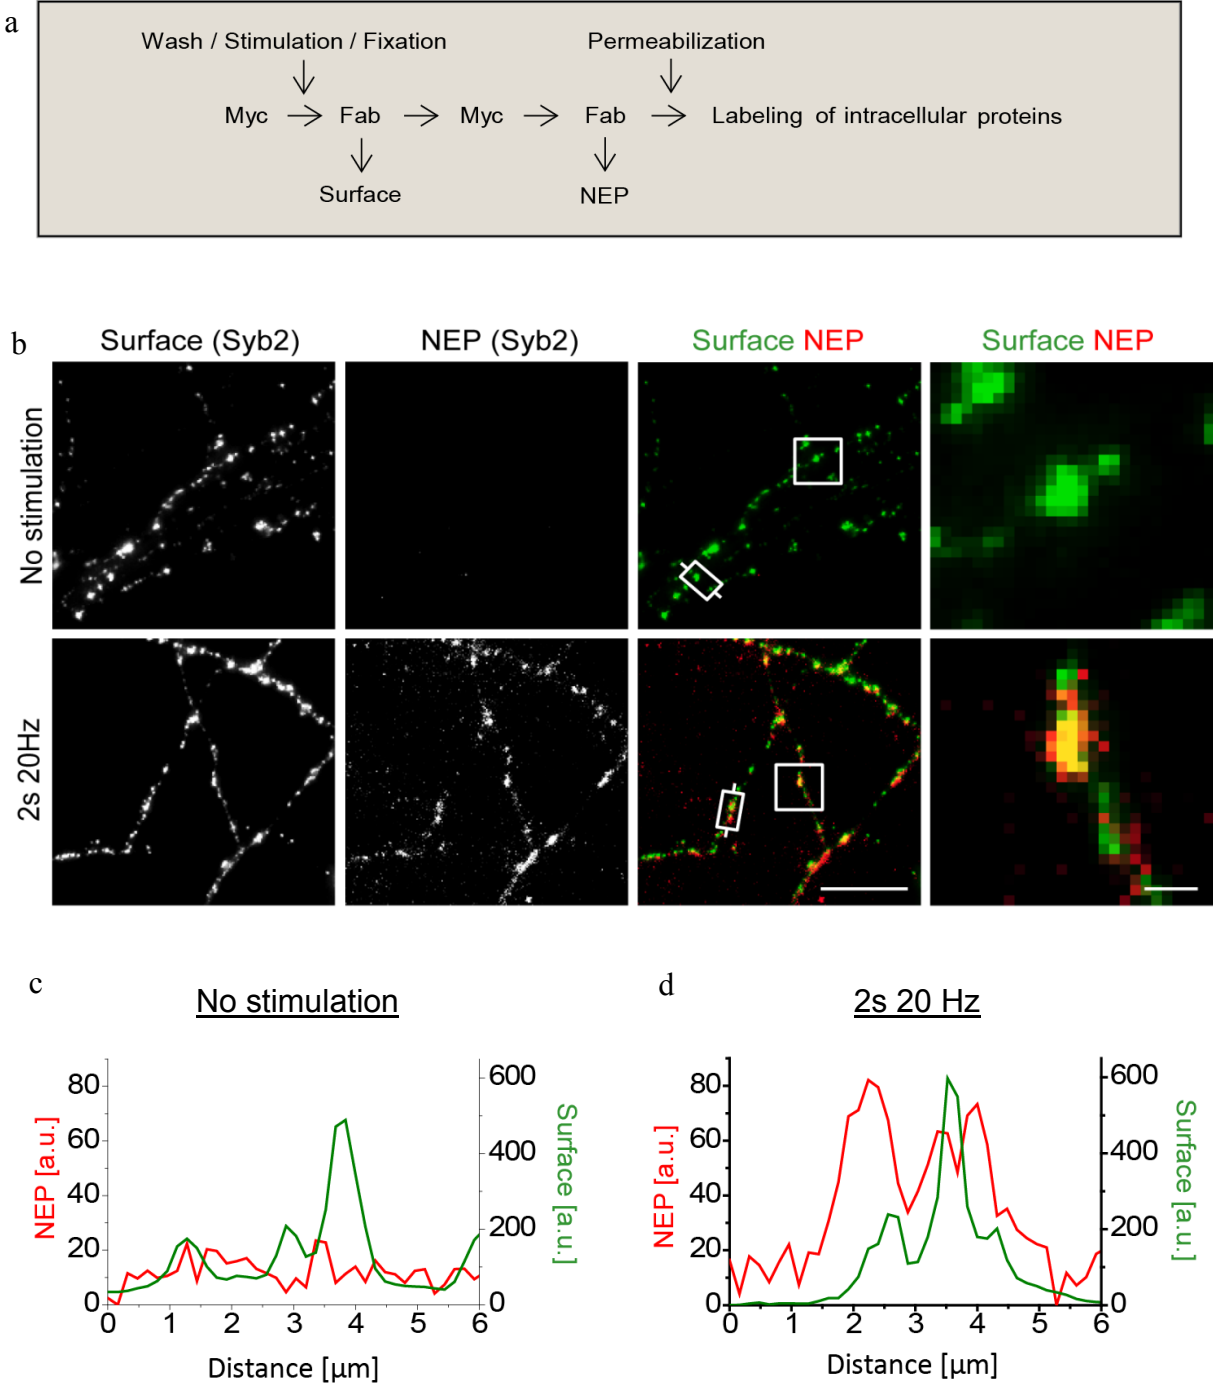 a
Wash / Stimulation / Fixation
Permeabilization
Myc
Fab
Myc
Fab
Labeling of intracellular proteins
Surface
NEP
b
Surface (Syb2)
NEP (Syb2)
Surface NEP
Surface NEP
No stimulation
2s 20Hz
c
No stimulation
NEP [a.u.]
80
60
40
20
0
600
400
200
0
Surface [a.u.]
0 1 2 3 4 5 6
Distance [µm]
d
2s 20 Hz
NEP [a.u.]
80
60
40
20
0
600
400
200
0
Surface [a.u.]
0 1 2 3 4 5 6
Distance [µm]